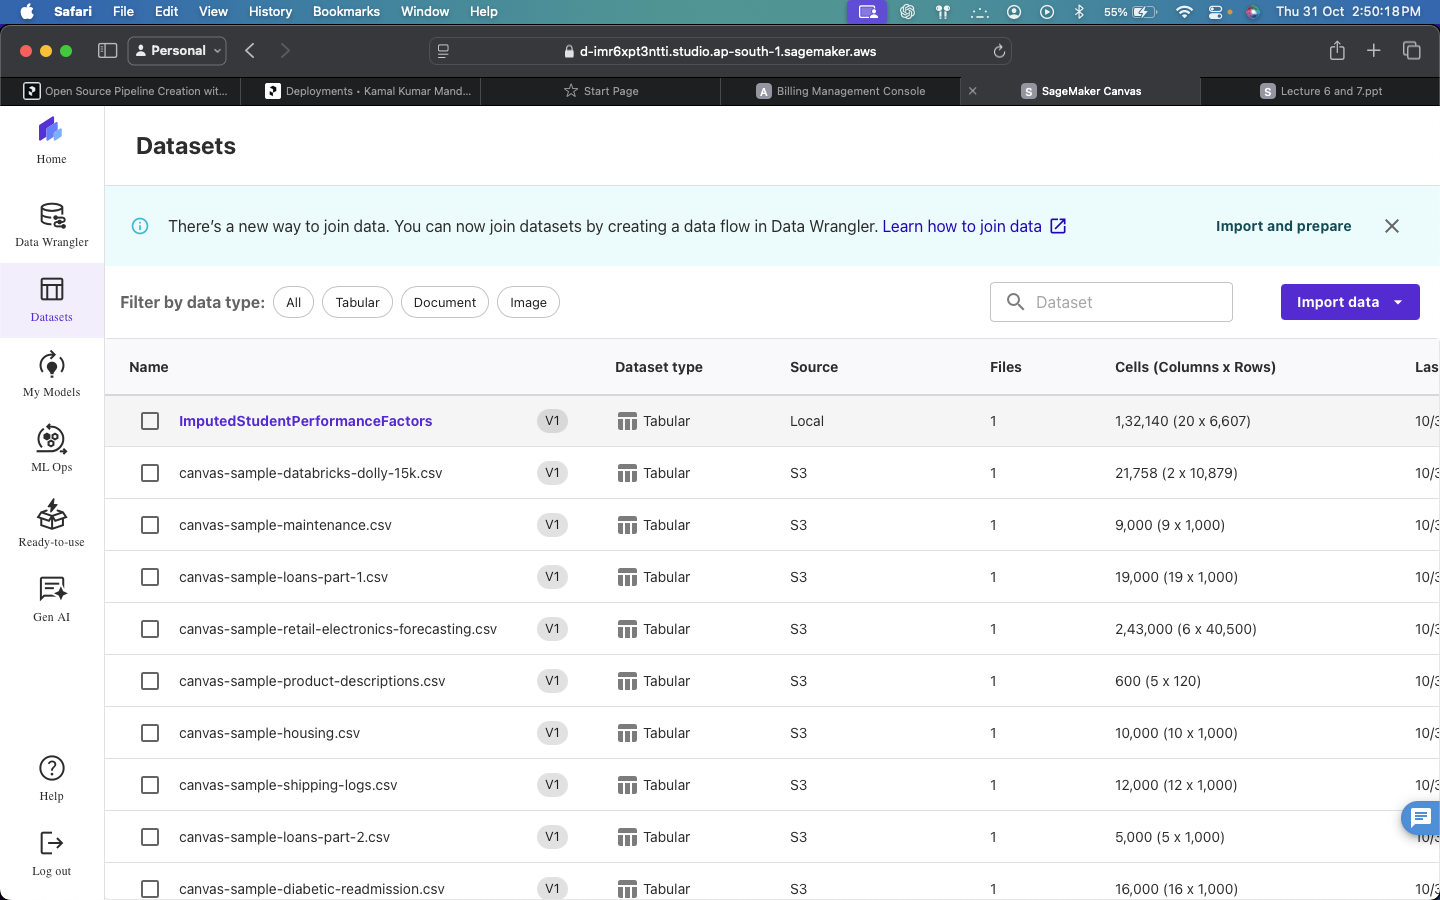 Safari File Edit View History Bookmarks Window Help 55% Thu 31 Oct 2:50:18 PM
Personal d-imr6xpt3ntti.studio.ap-south-1.sagemaker.aws
Open Source Pipeline Creation wit... Deployments • Kamal Kumar Mand... Start Page A Billing Management Console S SageMaker Canvas S Lecture 6 and 7.ppt
Home
Data Wrangler
Datasets
My Models
ML Ops
Ready-to-use
Gen AI
Help
Log out
Datasets
There's a new way to join data. You can now join datasets by creating a data flow in Data Wrangler. Learn how to join data Import and prepare
Filter by data type: All Tabular Document Image Dataset Import data
Name Dataset type Source Files Cells (Columns x Rows) Las
ImputedStudentPerformanceFactors V1 Tabular Local 1 1,32,140 (20 x 6,607) 10/3
canvas-sample-databricks-dolly-15k.csv V1 Tabular S3 1 21,758 (2 x 10,879) 10/3
canvas-sample-maintenance.csv V1 Tabular S3 1 9,000 (9 x 1,000) 10/3
canvas-sample-loans-part-1.csv V1 Tabular S3 1 19,000 (19 x 1,000) 10/3
canvas-sample-retail-electronics-forecasting.csv V1 Tabular S3 1 2,43,000 (6 x 40,500) 10/3
canvas-sample-product-descriptions.csv V1 Tabular S3 1 600 (5 x 120) 10/3
canvas-sample-housing.csv V1 Tabular S3 1 10,000 (10 x 1,000) 10/3
canvas-sample-shipping-logs.csv V1 Tabular S3 1 12,000 (12 x 1,000) 10/3
canvas-sample-loans-part-2.csv V1 Tabular S3 1 5,000 (5 x 1,000) 10/3
canvas-sample-diabetic-readmission.csv V1 Tabular S3 1 16,000 (16 x 1,000) 10/3